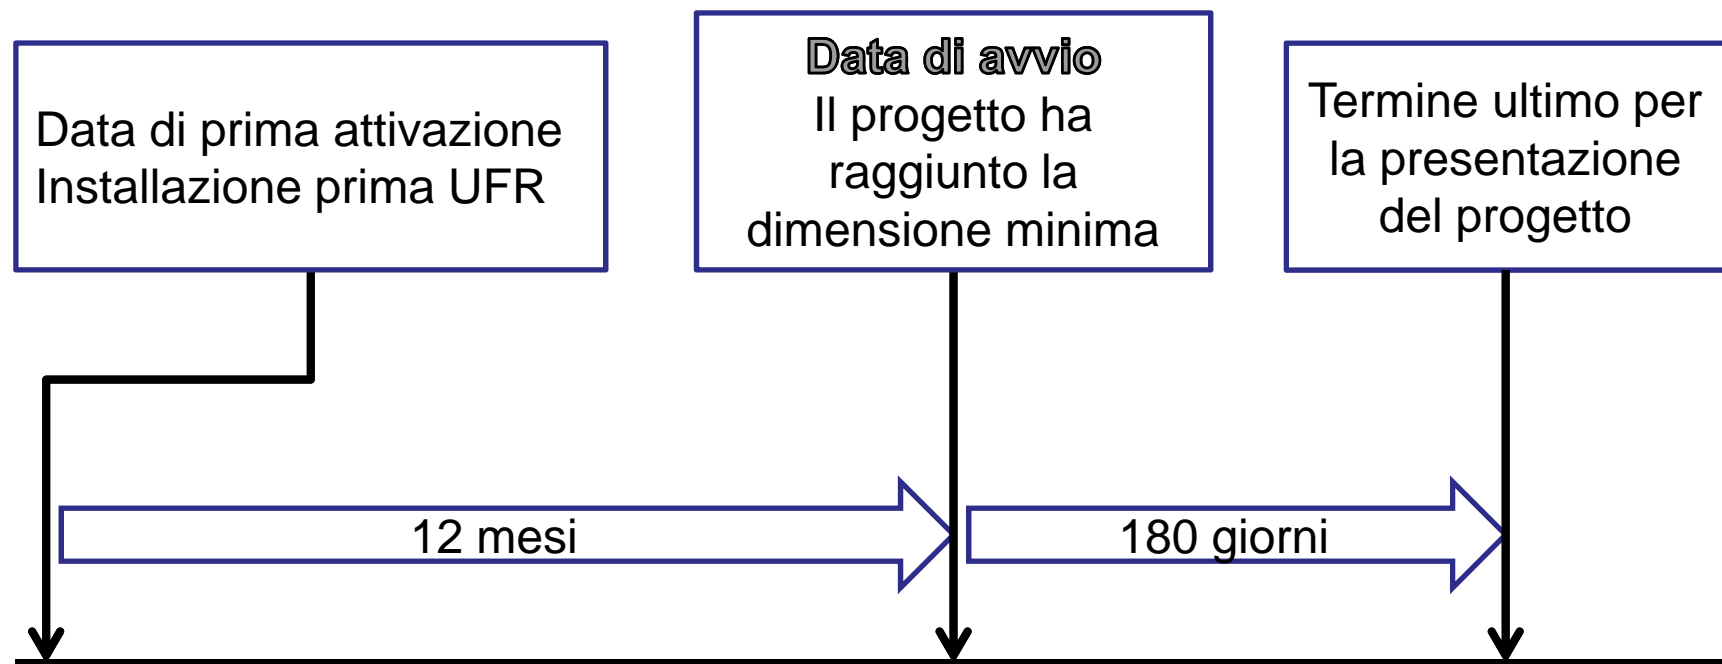 Data di prima attivazione
Installazione prima UFR
Data di avvio
Il progetto ha
raggiunto la
dimensione minima
Termine ultimo per
la presentazione
del progetto
12 mesi
180 giorni